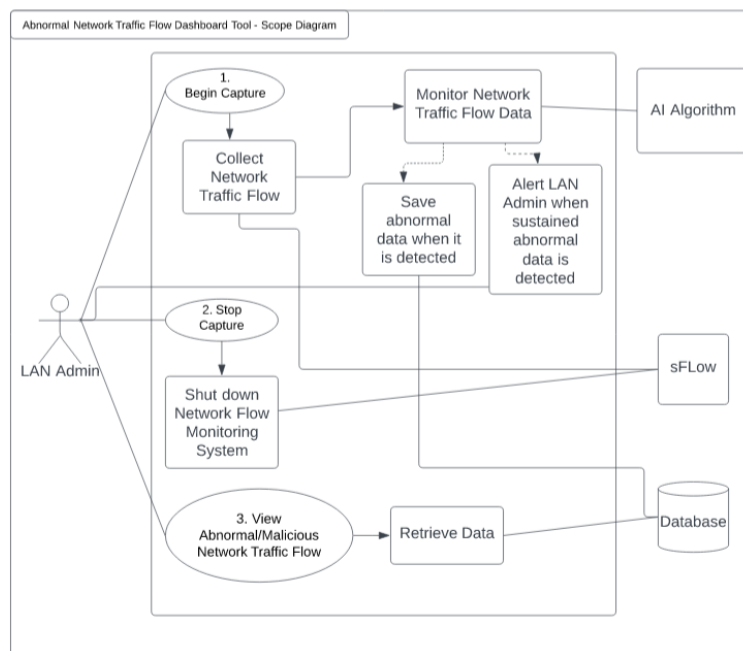 Abnormal Network Traffic Flow Dashboard Tool - Scope Diagram
1.
Begin Capture
Monitor Network
Traffic Flow Data
AI Algorithm
Collect
Network
Traffic Flow
Save
abnormal
data when it
is detected
Alert LAN
Admin when
sustained
abnormal
data is
detected
2. Stop
Capture
LAN Admin
sFLow
Shut down
Network Flow
Monitoring
System
3. View
Abnormal/Malicious
Network Traffic Flow
Retrieve Data
Database